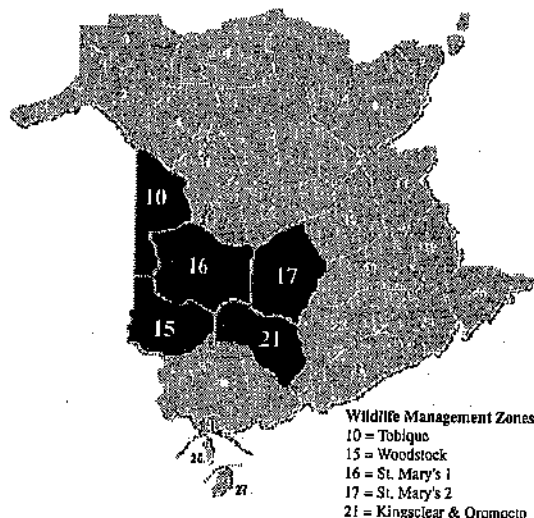 10
16
17
15
21
26
27
Wildlife Management Zones
10 = Tobique
15 = Woodstock
16 = St. Mary's 1
17 = St. Mary's 2
21 = Kingsclear & Oromocto